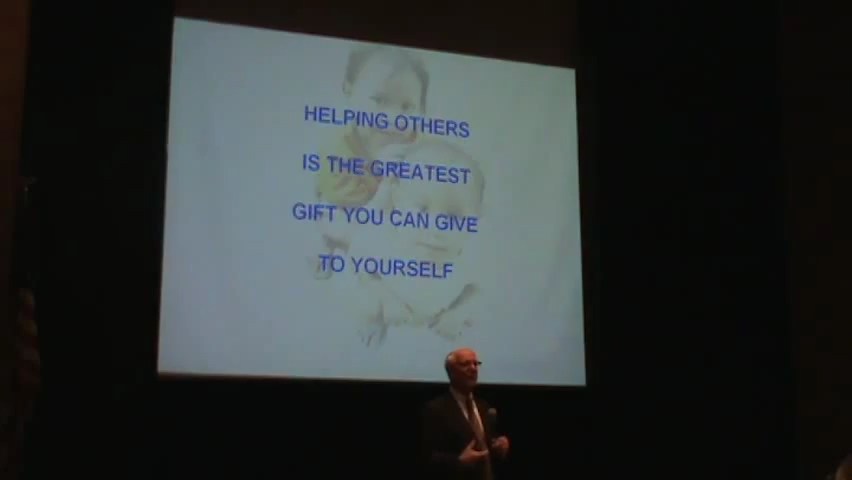 HELPING OTHERS
IS THE GREATEST
GIFT YOU CAN GIVE
TO YOURSELF